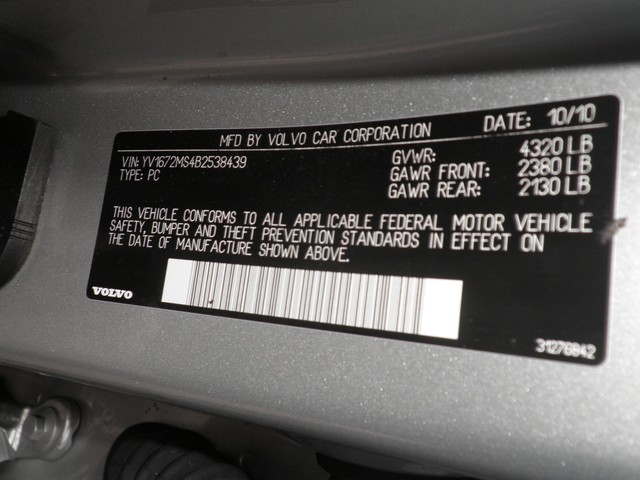 MFD BY VOLVO CAR CORPORATION DATE: 10/10
VIN: YV1672MS4B2538439
TYPE: PC
GVWR: 4320 LB
GAWR FRONT: 2380 LB
GAWR REAR: 2130 LB
THIS VEHICLE CONFORMS TO ALL APPLICABLE FEDERAL MOTOR VEHICLE
SAFETY, BUMPER AND THEFT PREVENTION STANDARDS IN EFFECT ON
THE DATE OF MANUFACTURE SHOWN ABOVE.
VOLVO
31276842